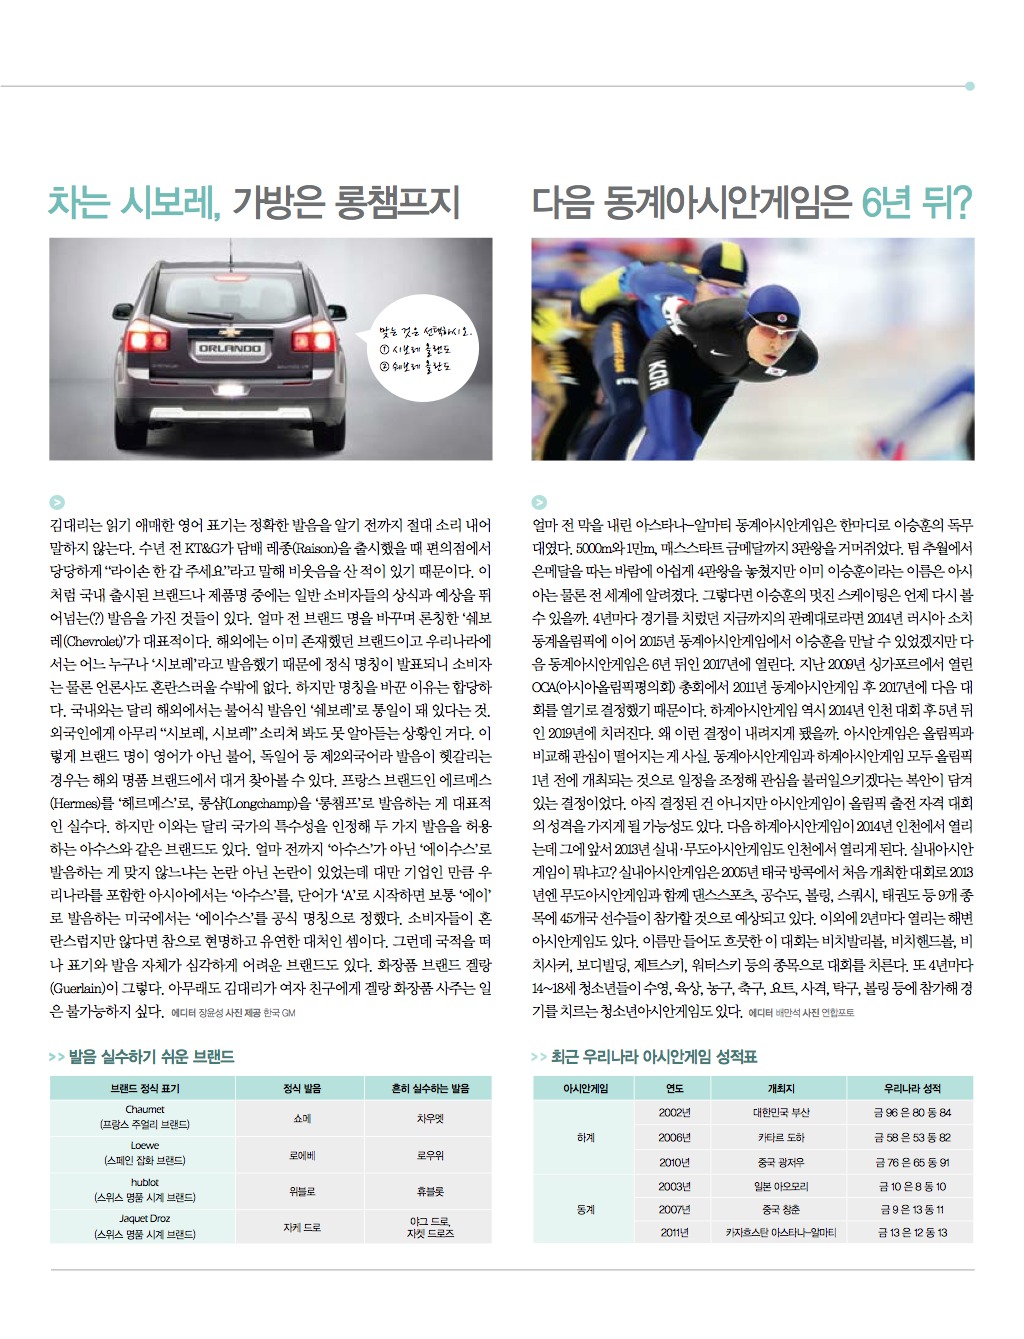 차는 시보레, 가방은 롱챔프지
ORLANDO
맞는 것은 선택하시오.
① 시보레 올란도
② 쉐보레 올란도
>
김대리는 읽기 애매한 영어 표기는 정확한 발음을 알기 전까지 절대 소리 내어
말하지 않는다. 수년 전 KT&G가 담배 레종(Raison)을 출시했을 때 편의점에서
당당하게 “라이손 한 갑 주세요”라고 말해 비웃음을 산 적이 있기 때문이다. 이
처럼 국내 출시된 브랜드나 제품명 중에는 일반 소비자들의 상식과 예상을 뛰
어넘는(?) 발음을 가진 것들이 있다. 얼마 전 브랜드 명을 바꾸며 론칭한 ‘쉐보
레(Chevrolet)’가 대표적이다. 해외에는 이미 존재했던 브랜드이고 우리나라에
서는 어느 누구나 ‘시보레’라고 발음했기 때문에 정식 명칭이 발표되니 소비자
는 물론 언론사도 혼란스러울 수밖에 없다. 하지만 명칭을 바꾼 이유는 합당하
다. 국내와는 달리 해외에서는 불어식 발음인 ‘쉐보레’로 통일이 돼 있다는 것.
외국인에게 아무리 “시보레, 시보레” 소리쳐 봐도 못 알아듣는 상황인 거다. 이
렇게 브랜드 명이 영어가 아닌 불어, 독일어 등 제2외국어라 발음이 헷갈리는
경우는 해외 명품 브랜드에서 대거 찾아볼 수 있다. 프랑스 브랜드인 에르메스
(Hermes)를 ‘헤르메스’로, 롱샴(Longchamp)을 ‘롱챔프’로 발음하는 게 대표적
인 실수다. 하지만 이와는 달리 국가의 특수성을 인정해 두 가지 발음을 허용
하는 아수스와 같은 브랜드도 있다. 얼마 전까지 ‘아수스’가 아닌 ‘에이수스’로
발음하는 게 맞지 않느냐는 논란 아닌 논란이 있었는데 대만 기업인 만큼 우
리나라를 포함한 아시아에서는 ‘아수스’를, 단어가 ‘A’로 시작하면 보통 ‘에이’
로 발음하는 미국에서는 ‘에이수스’를 공식 명칭으로 정했다. 소비자들이 혼
란스럽지만 않다면 참으로 현명하고 유연한 대처인 셈이다. 그런데 국적을 떠
나 표기와 발음 자체가 심각하게 어려운 브랜드도 있다. 화장품 브랜드 겔랑
(Guerlain)이 그렇다. 아무래도 김대리가 여자 친구에게 겔랑 화장품 사주는 일
은 불가능하지 싶다. 에디터 장윤성 사진 제공 한국 GM
>> 발음 실수하기 쉬운 브랜드
브랜드 정식 표기 정식 발음 흔히 실수하는 발음
Chaumet
(프랑스 주얼리 브랜드) 쇼메 차우멧
Loewe
(스페인 잡화 브랜드) 로에베 로우위
hublot
(스위스 명품 시계 브랜드) 위블로 휴블롯
Jaquet Droz
(스위스 명품 시계 브랜드) 자케 드로 야그 드로,
자켓 드로즈
다음 동계아시안게임은 6년 뒤?
KOR
>
얼마 전 막을 내린 아스타나-알마티 동계아시안게임은 한마디로 이승훈의 독무
대였다. 5000m와 1만m, 매스스타트 금메달까지 3관왕을 거머쥐었다. 팀 추월에서
은메달을 따는 바람에 아쉽게 4관왕을 놓쳤지만 이미 이승훈이라는 이름은 아시
아는 물론 전 세계에 알려졌다. 그렇다면 이승훈의 멋진 스케이팅은 언제 다시 볼
수 있을까. 4년마다 경기를 치렀던 지금까지의 관례대로라면 2014년 러시아 소치
동계올림픽에 이어 2015년 동계아시안게임에서 이승훈을 만날 수 있었겠지만 다
음 동계아시안게임은 6년 뒤인 2017년에 열린다. 지난 2009년 싱가포르에서 열린
OCA(아시아올림픽평의회) 총회에서 2011년 동계아시안게임 후 2017년에 다음 대
회를 열기로 결정했기 때문이다. 하계아시안게임 역시 2014년 인천 대회 후 5년 뒤
인 2019년에 치러진다. 왜 이런 결정이 내려지게 됐을까. 아시안게임은 올림픽과
비교해 관심이 떨어지는 게 사실. 동계아시안게임과 하계아시안게임 모두 올림픽
1년 전에 개최되는 것으로 일정을 조정해 관심을 불러일으키겠다는 복안이 담겨
있는 결정이었다. 아직 결정된 건 아니지만 아시안게임이 올림픽 출전 자격 대회
의 성격을 가지게 될 가능성도 있다. 다음 하계아시안게임이 2014년 인천에서 열리
는데 그에 앞서 2013년 실내·무도아시안게임도 인천에서 열리게 된다. 실내아시안
게임이 뭐냐고? 실내아시안게임은 2005년 태국 방콕에서 처음 개최한 대회로 2013
년엔 무도아시안게임과 함께 댄스스포츠, 공수도, 볼링, 스쿼시, 태권도 등 9개 종
목에 45개국 선수들이 참가할 것으로 예상되고 있다. 이외에 2년마다 열리는 해변
아시안게임도 있다. 이름만 들어도 흐뭇한 이 대회는 비치발리볼, 비치핸드볼, 비
치사커, 보디빌딩, 제트스키, 워터스키 등의 종목으로 대회를 치른다. 또 4년마다
14~18세 청소년들이 수영, 육상, 농구, 축구, 요트, 사격, 탁구, 볼링 등에 참가해 경
기를 치르는 청소년아시안게임도 있다. 에디터 배만석 사진 연합포토
>> 최근 우리나라 아시안게임 성적표
아시안게임 연도 개최지 우리나라 성적
하계 2002년 대한민국 부산 금 96 은 80 동 84
2006년 카타르 도하 금 58 은 53 동 82
2010년 중국 광저우 금 76 은 65 동 91
동계 2003년 일본 아오모리 금 10 은 8 동 10
2007년 중국 창춘 금 9 은 13 동 11
2011년 카자흐스탄 아스타나-알마티 금 13 은 12 동 13